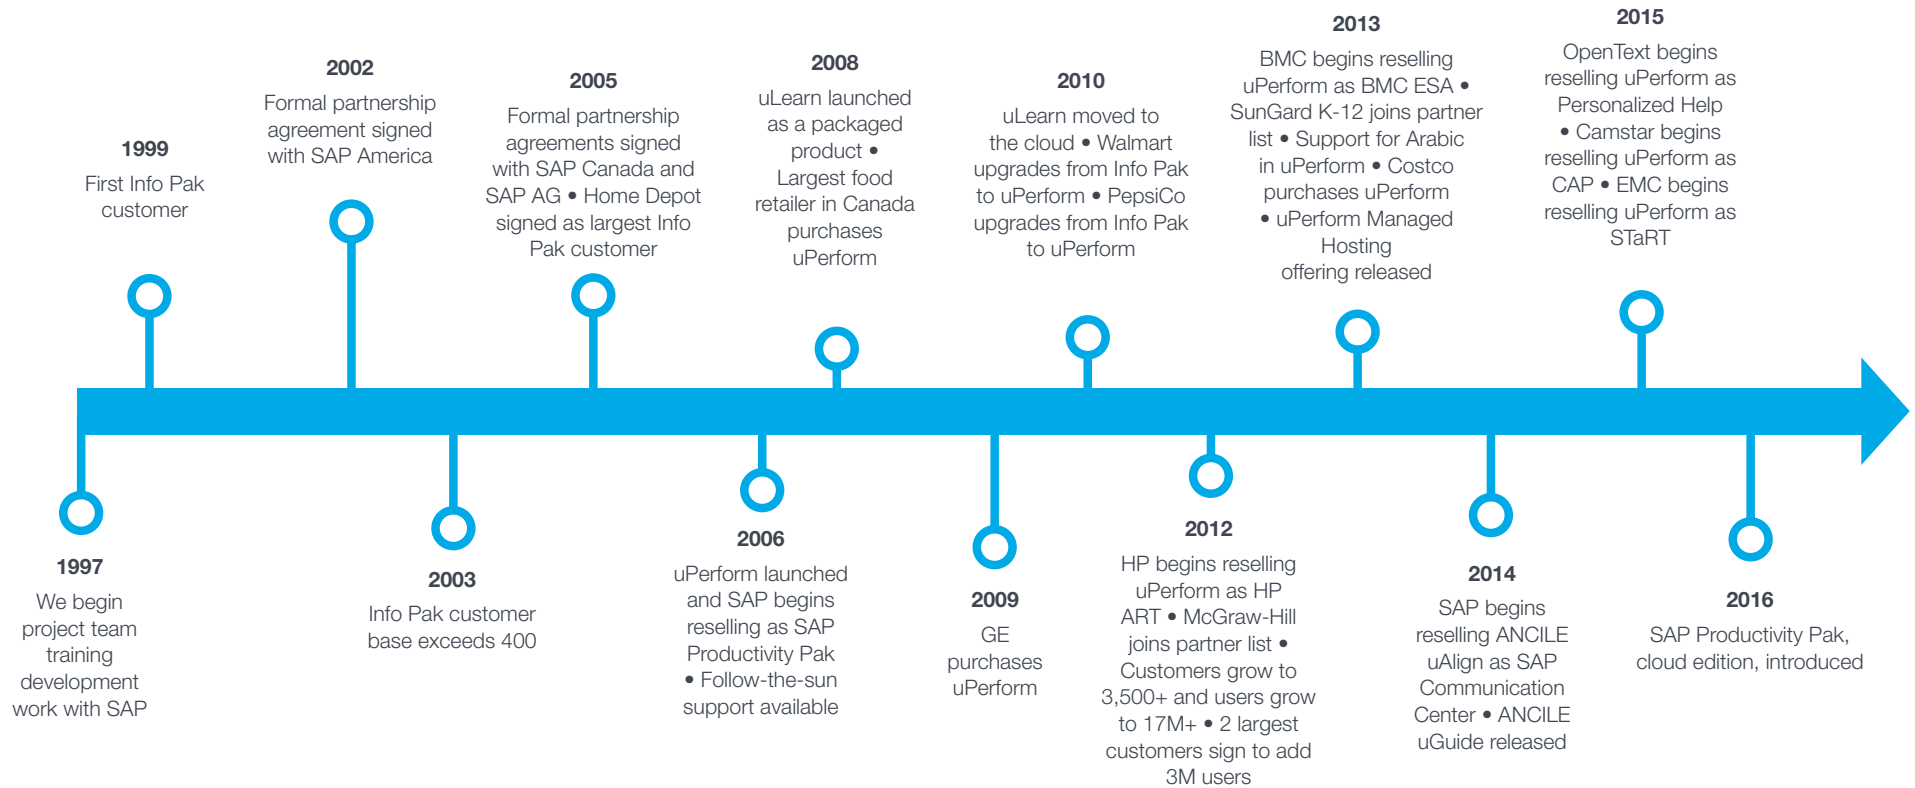 1997
We begin
project team
training
development
work with SAP
1999
First Info Pak
customer
2002
Formal partnership
agreement signed
with SAP America
2003
Info Pak customer
base exceeds 400
2005
Formal partnership
agreements signed
with SAP Canada and
SAP AG • Home Depot
signed as largest Info
Pak customer
2006
uPerform launched
and SAP begins
reselling as SAP
Productivity Pak
• Follow-the-sun
support available
2008
uLearn launched
as a packaged
product •
Largest food
retailer in Canada
purchases
uPerform
2009
GE
purchases
uPerform
2010
uLearn moved to
the cloud • Walmart
upgrades from Info Pak
to uPerform • PepsiCo
upgrades from Info Pak
to uPerform
2012
HP begins reselling
uPerform as HP
ART • McGraw-Hill
joins partner list •
Customers grow to
3,500+ and users grow
to 17M+ • 2 largest
customers sign to add
3M users
2013
BMC begins reselling
uPerform as BMC ESA •
SunGard K-12 joins partner
list • Support for Arabic
in uPerform • Costco
purchases uPerform
• uPerform Managed
Hosting
offering released
2014
SAP begins
reselling ANCILE
uAlign as SAP
Communication
Center • ANCILE
uGuide released
2015
OpenText begins
reselling uPerform as
Personalized Help
• Camstar begins
reselling uPerform as
CAP • EMC begins
reselling uPerform as
STaRT
2016
SAP Productivity Pak,
cloud edition, introduced